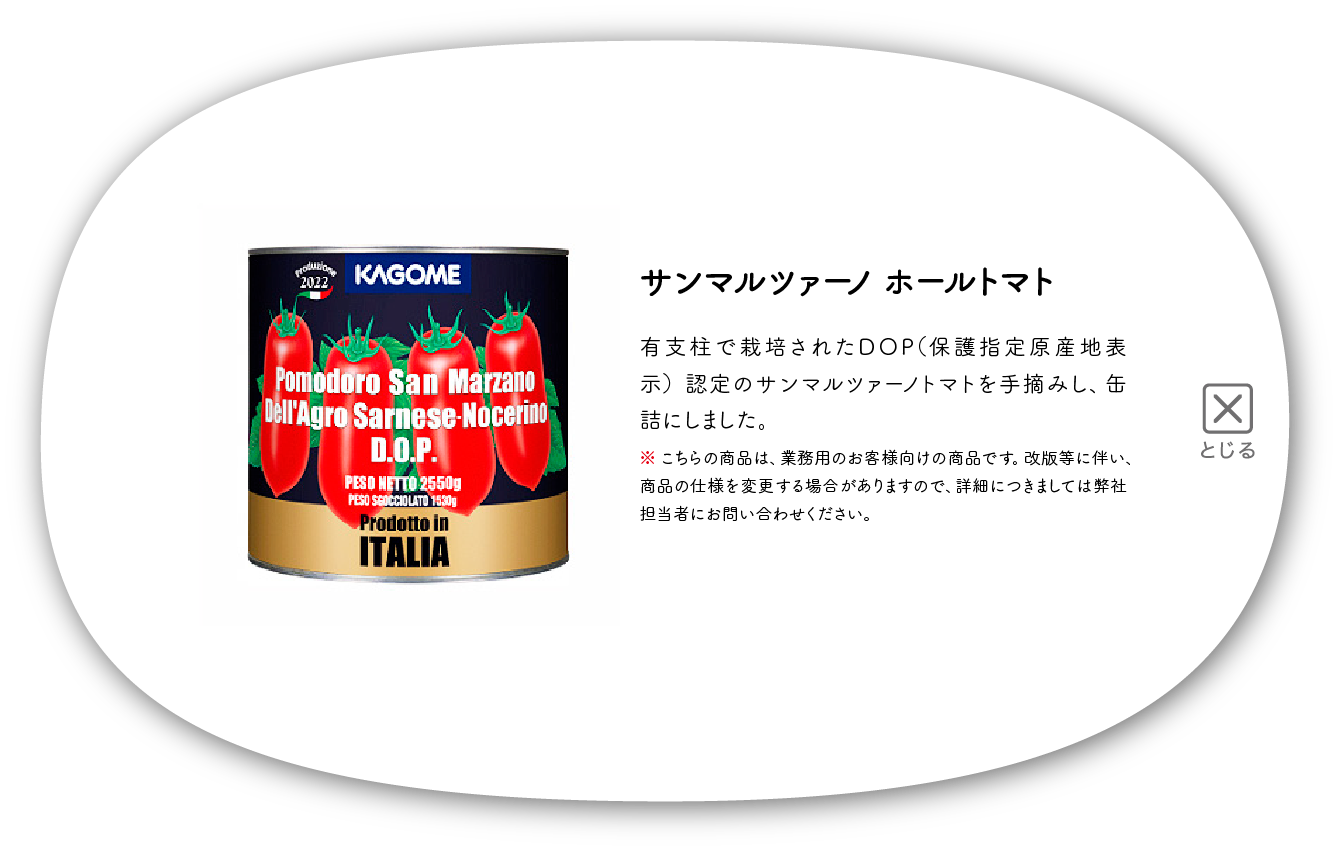 Produzione
2022
KAGOME
Pomodoro San Marzano
Dell'Agro Sarnese-Nocerino
D.O.P.
PESO NETTO 2550g
PESO SGOCCIOLATO 1530g
Prodotto in
ITALIA
サンマルツァーノ ホールトマト
有支柱で栽培されたDOP(保護指定原産地表
示) 認定のサンマルツァーノトマトを手摘みし、缶
詰にしました。
※ こちらの商品は、業務用のお客様向けの商品です。改版等に伴い、
商品の仕様を変更する場合がありますので、詳細につきましては弊社
担当者にお問い合わせください。
とじる